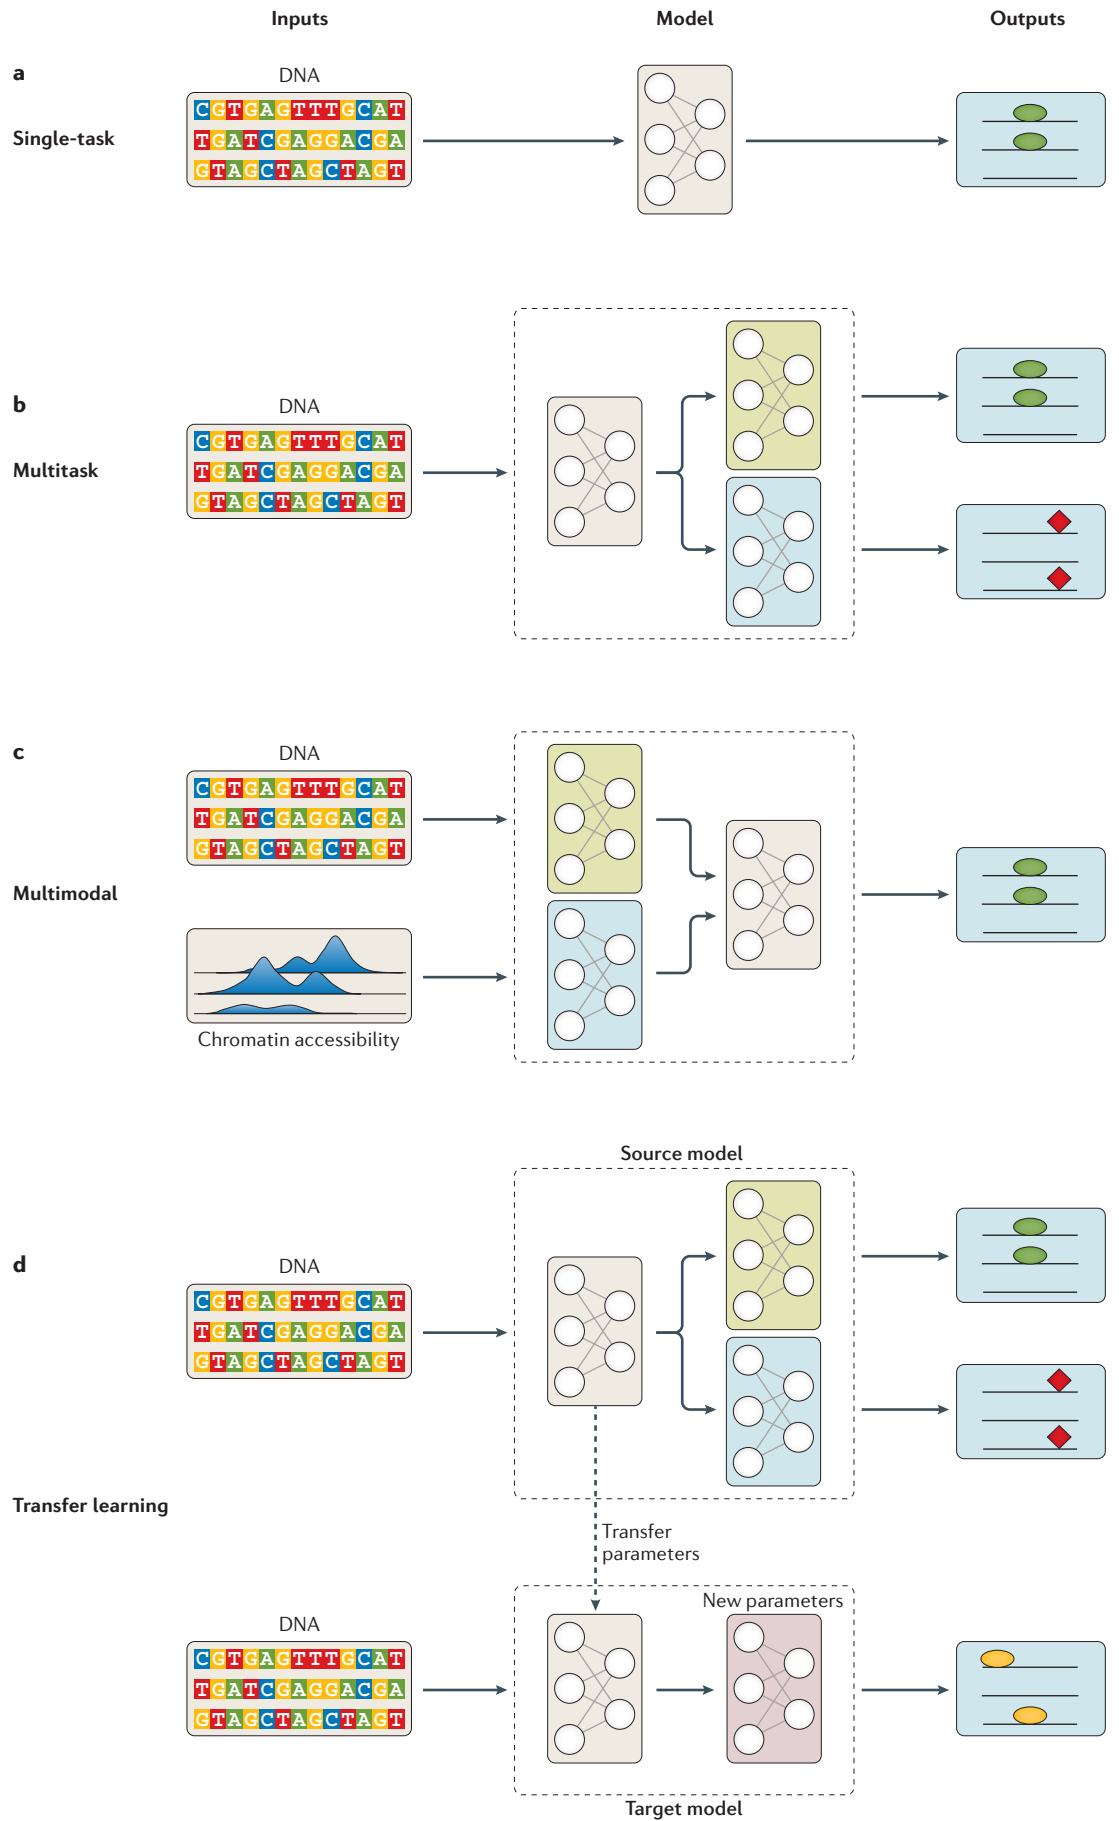 Inputs Model Outputs
a
DNA
Single-task
CGTGAGTTTGCAT
TGATCGAGGACGA
GTAGCTAGCTAGT
b
DNA
Multitask
CGTGAGTTTGCAT
TGATCGAGGACGA
GTAGCTAGCTAGT
c
DNA
CGTGAGTTTGCAT
TGATCGAGGACGA
GTAGCTAGCTAGT
Multimodal
Chromatin accessibility
Source model
d
DNA
CGTGAGTTTGCAT
TGATCGAGGACGA
GTAGCTAGCTAGT
Transfer learning
Transfer
parameters
New parameters
DNA
CGTGAGTTTGCAT
TGATCGAGGACGA
GTAGCTAGCTAGT
Target model